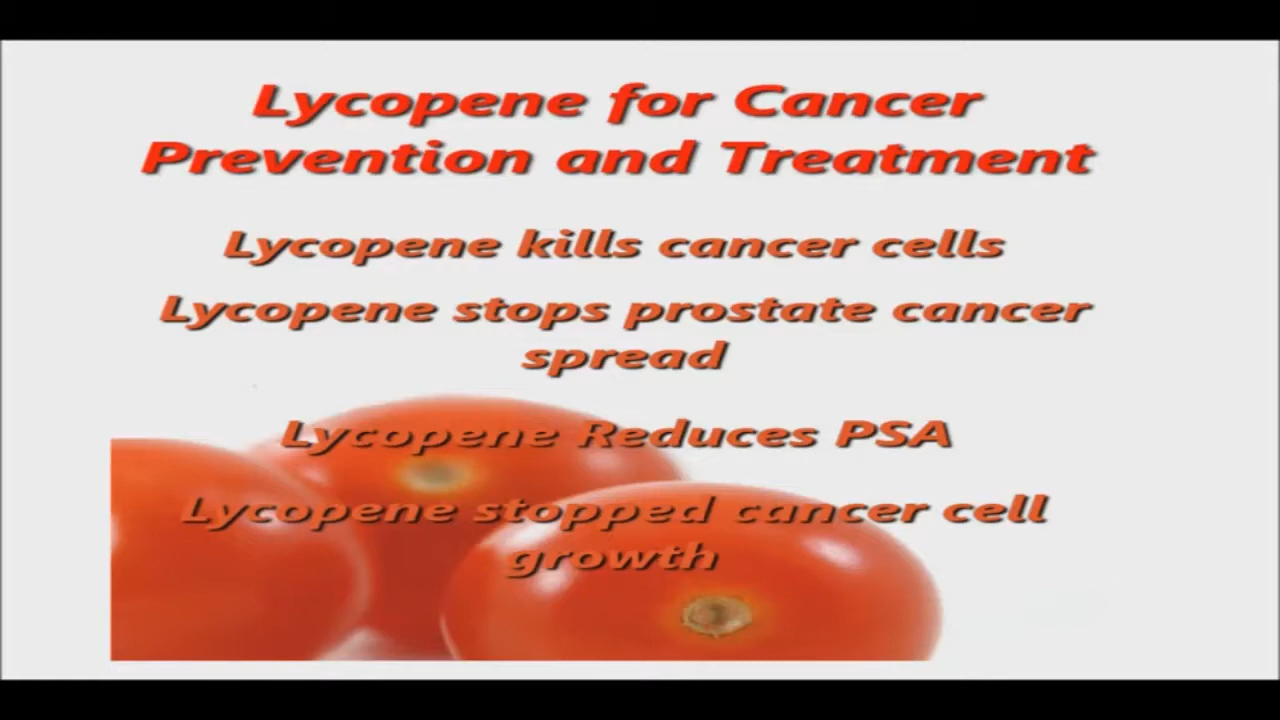 Lycopene for Cancer
Prevention and Treatment
Lycopene kills cancer cells
Lycopene stops prostate cancer
spread
Lycopene Reduces PSA
Lycopene stopped cancer cell
growth